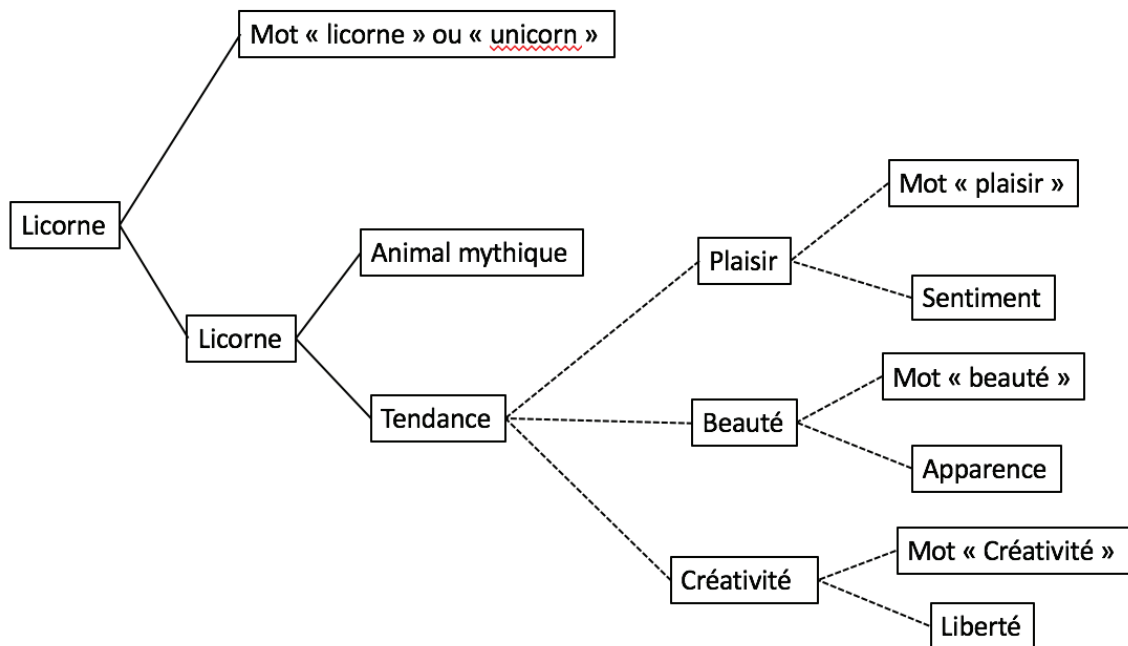 Mot « licorne » ou « unicorn »
Mot « plaisir »
Licorne
Animal mythique
Plaisir
Sentiment
Licorne
Mot « beauté »
Tendance
Beauté
Apparence
Mot « Créativité »
Créativité
Liberté